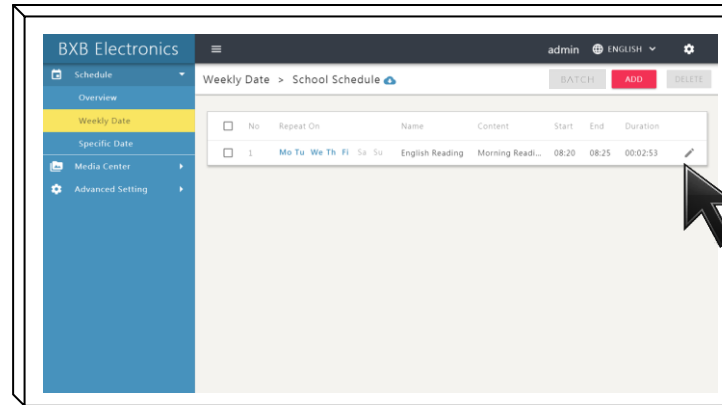 BXB Electronics
admin ENGLISH
Schedule
Overview
Weekly Date
Specific Date
Media Center
Advanced Setting
Weekly Date > School Schedule
BATCH ADD DELETE
No Repeat On Name Content Start End Duration
1 Mo Tu We Th Fi Sa Su English Reading Morning Readi... 08:20 08:25 00:02:53